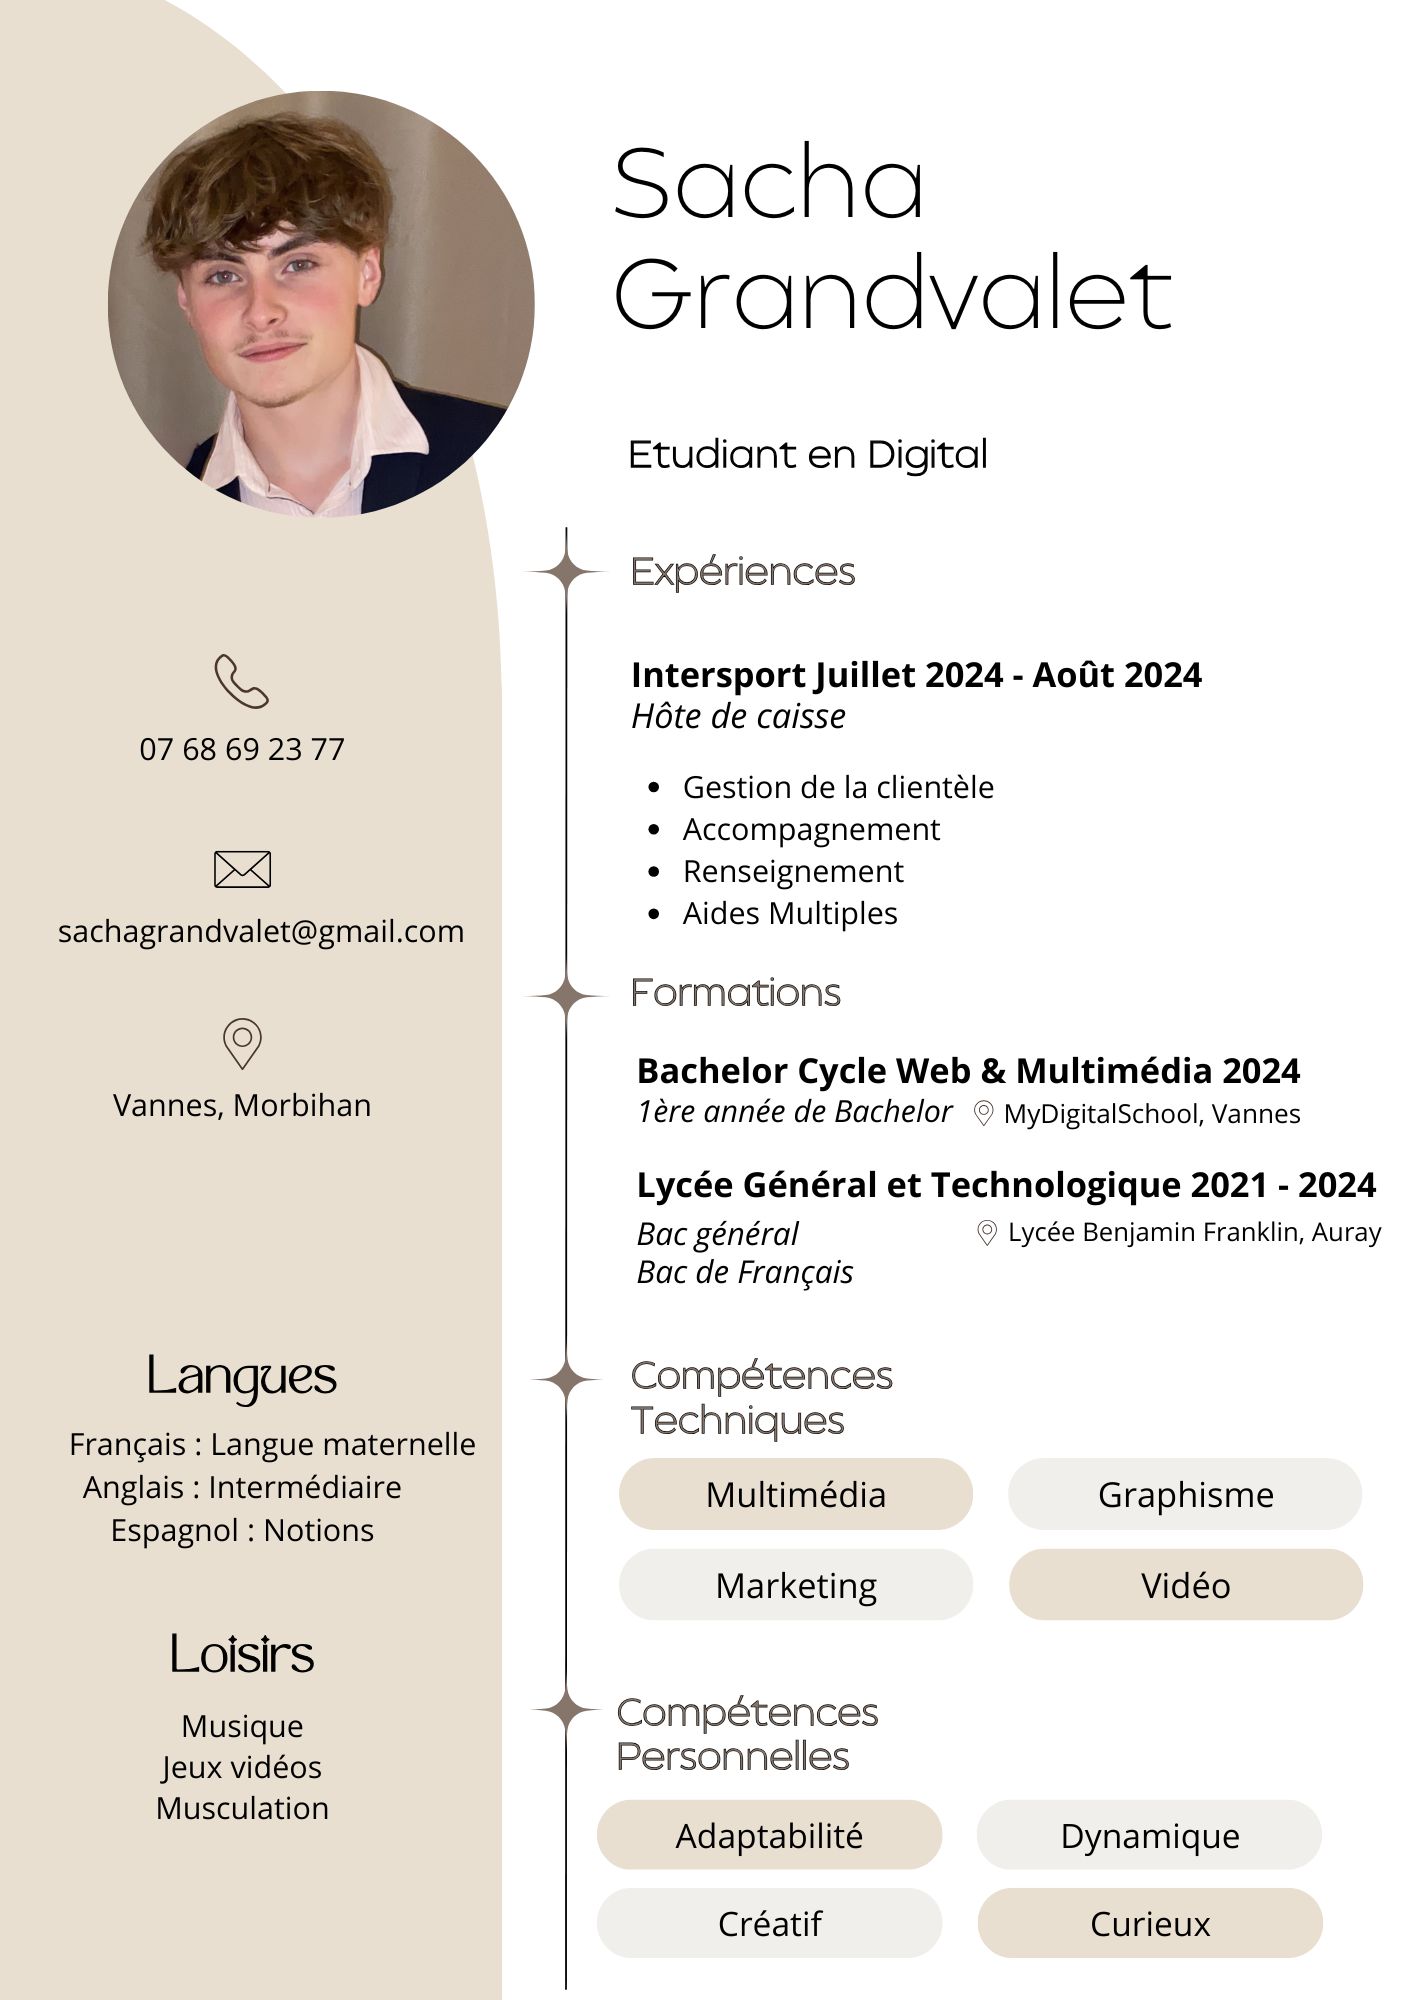 Sacha
Grandvalet
Etudiant en Digital
07 68 69 23 77
sachagrandvalet@gmail.com
Vannes, Morbihan
Langues
Français : Langue maternelle
Anglais : Intermédiaire
Espagnol : Notions
Loisirs
Musique
Jeux vidéos
Musculation
Expériences
Intersport Juillet 2024 - Août 2024
Hôte de caisse
• Gestion de la clientèle
• Accompagnement
• Renseignement
• Aides Multiples
Formations
Bachelor Cycle Web & Multimédia 2024
1ère année de Bachelor MyDigitalSchool, Vannes
Lycée Général et Technologique 2021 - 2024
Bac général Lycée Benjamin Franklin, Auray
Bac de Français
Compétences
Techniques
Multimédia Graphisme
Marketing Vidéo
Compétences
Personnelles
Adaptabilité Dynamique
Créatif Curieux